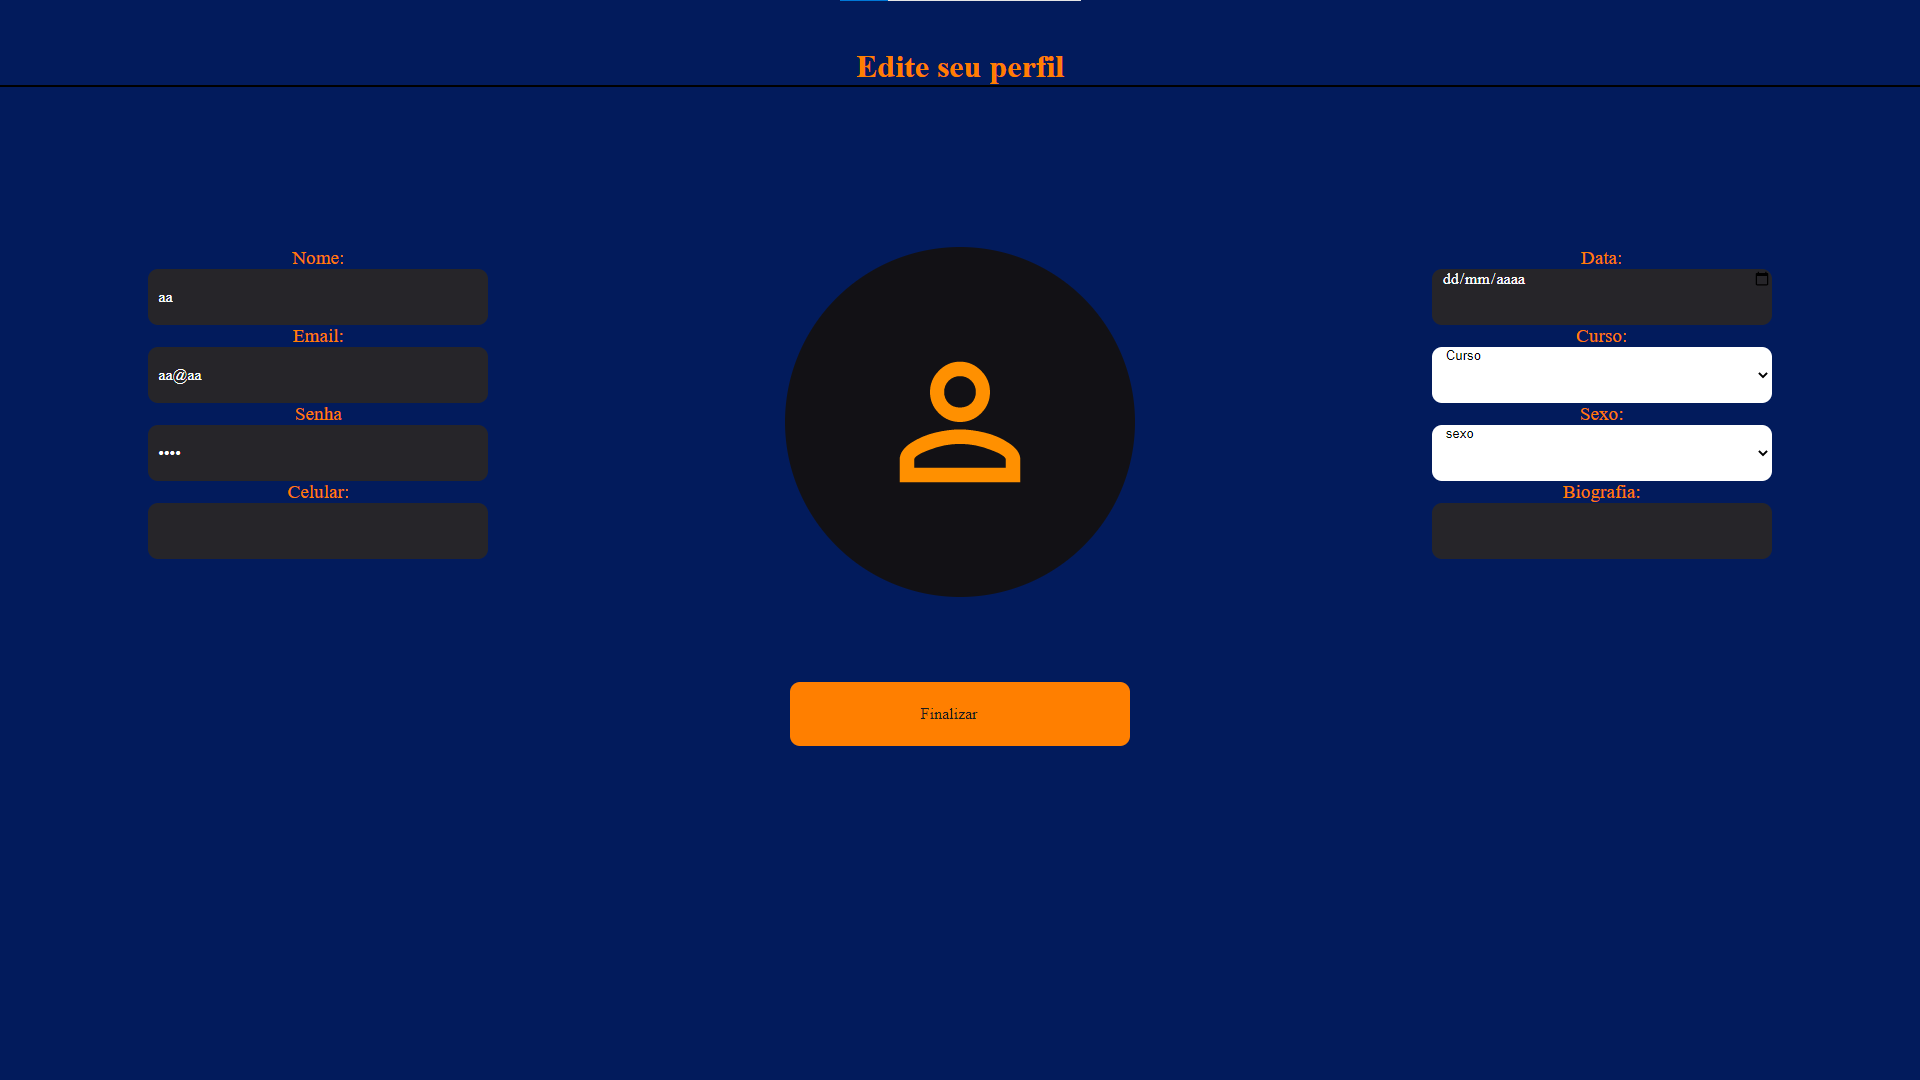 Edite seu perfil
Nome:
aa
Email:
aa@aa
Senha
••••
Celular:
Data:
dd/mm/aaaa
Curso:
Curso
Sexo:
sexo
Biografia:
Finalizar